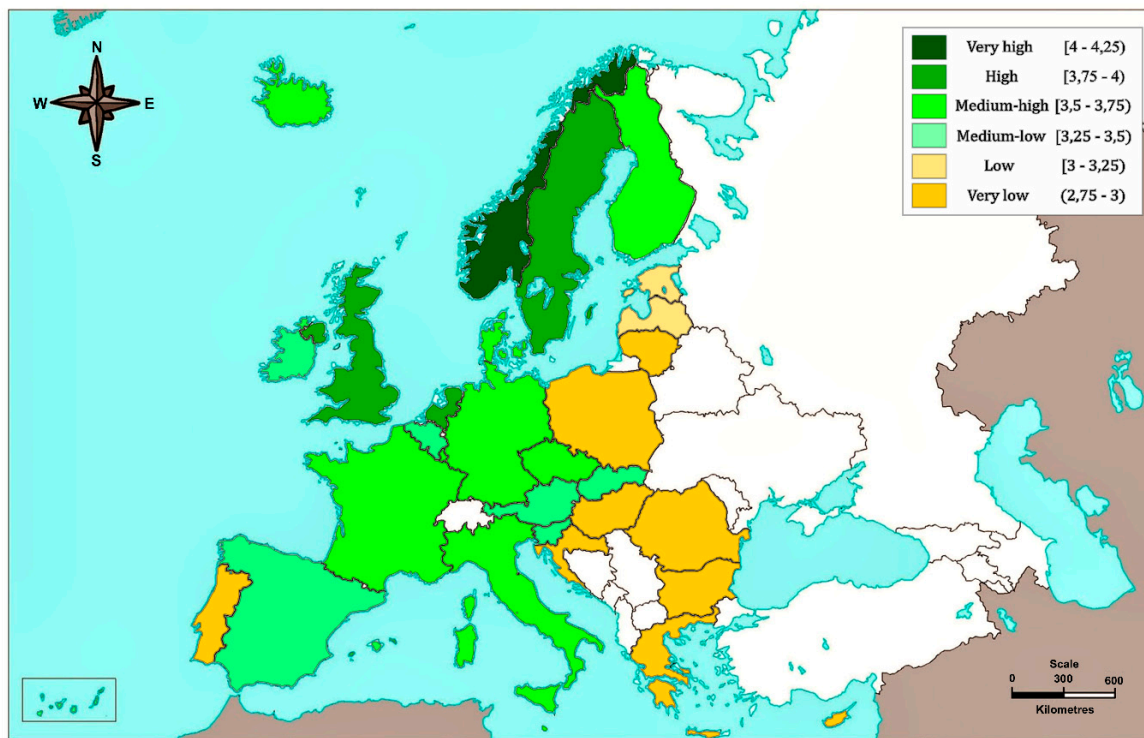 N
W E
S
Very high [4 - 4,25)
High [3,75 - 4)
Medium-high [3,5 - 3,75)
Medium-low [3,25 - 3,5)
Low [3 - 3,25)
Very low (2,75 - 3)
Scale
0 300 600
Kilometres